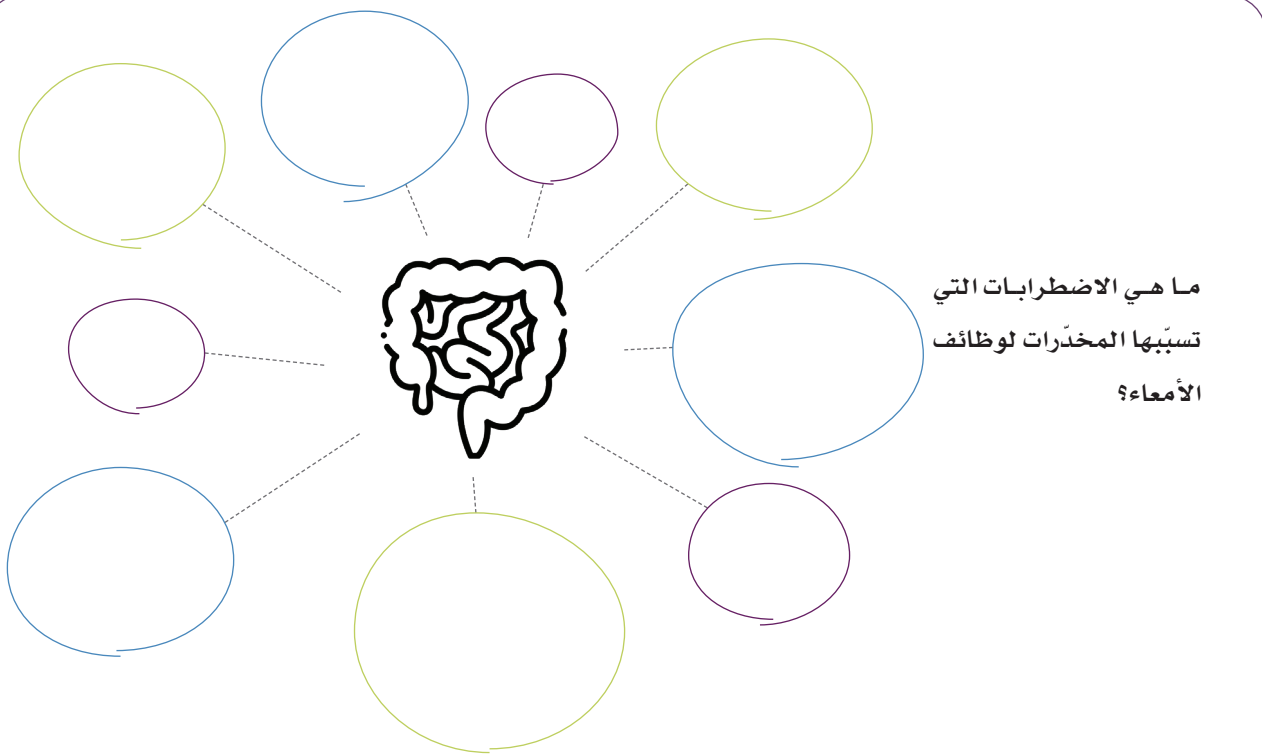 ما هي الاضطرابات التي
تسبّبها المخدّرات لوظائف
الأمعاء؟